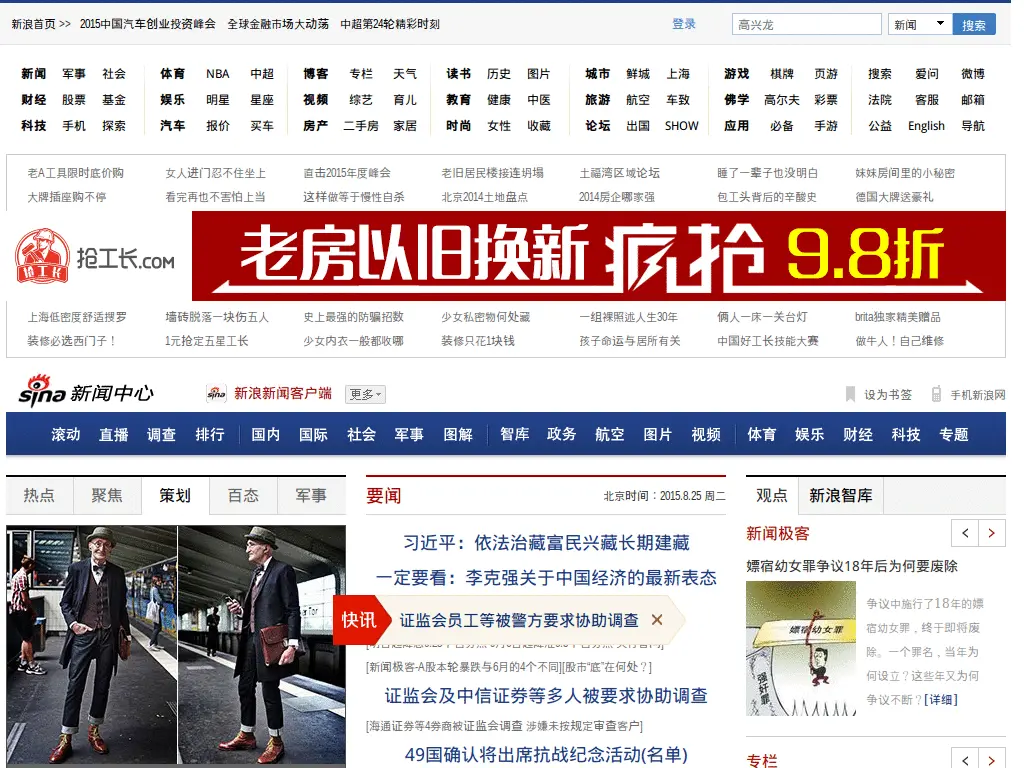 新浪首页 >> 2015中国汽车创业投资峰会 全球金融市场大动荡 中超第24轮精彩时刻 登录 高兴龙 新闻 搜索
新闻 军事 社会 体育 NBA 中超 博客 专栏 天气 读书 历史 图片 城市 鲜城 上海 游戏 棋牌 页游 搜索 爱问 微博
财经 股票 基金 娱乐 明星 星座 视频 综艺 育儿 教育 健康 中医 旅游 航空 车致 佛学 高尔夫 彩票 法院 客服 邮箱
科技 手机 探索 汽车 报价 买车 房产 二手房 家居 时尚 女性 收藏 论坛 出国 SHOW 应用 必备 手游 公益 English 导航
老A工具限时底价购 女人进门忍不住坐上 直击2015年度峰会 老旧居民楼接连坍塌 土福湾区域论坛 睡了一辈子也没明白 妹妹房间里的小秘密
大牌插座购不停 看完再也不害怕上当 这样做等于慢性自杀 北京2014土地盘点 2014房企哪家强 包工头背后的辛酸史 德国大牌送豪礼
抢工长
抢工长.COM
老房以旧换新 疯抢 9.8折
上海低密度舒适搜罗 墙砖脱落一块伤五人 史上最强的防骗招数 少女私密物何处藏 一组裸照迷人生30年 俩人一床一关台灯 brita独家精美赠品
装修必选西门子！ 1元抢定五星工长 少女内衣一般都收哪 装修只花1块钱 孩子命运与居所有关 中国好工长技能大赛 做牛人！自己维修
sina 新闻中心 sina 新浪新闻客户端 更多 设为书签 手机新浪网
滚动 直播 调查 排行 国内 国际 社会 军事 图解 智库 政务 航空 图片 视频 体育 娱乐 财经 科技 专题
热点 聚焦 策划 百态 军事
要闻 北京时间：2015.8.25 周二
习近平：依法治藏富民兴藏长期建藏
一定要看：李克强关于中国经济的最新表态
快讯 证监会员工等被警方要求协助调查 ×
[新闻极客-A股本轮暴跌与6月的4个不同][股市“底”在何处？]
证监会及中信证券等多人被要求协助调查
[海通证券等4券商被证监会调查 涉嫌未按规定审查客户]
49国确认将出席抗战纪念活动(名单)
观点 新浪智库
新闻极客 < >
嫖宿幼女罪争议18年后为何要废除
嫖宿幼女罪
强奸罪
争议中施行了18年的嫖
宿幼女罪，终于即将废
除。一个罪名，当年为
何设立？这些年又为何
争议不断？[详细]
专栏 < >